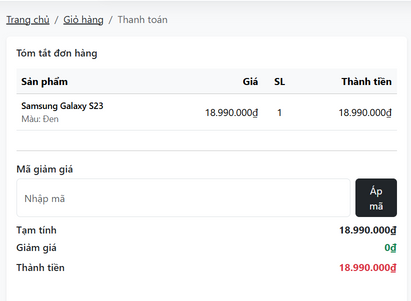 Trang chủ / Giỏ hàng / Thanh toán
Tóm tắt đơn hàng
Sản phẩm Giá SL Thành tiền
Samsung Galaxy S23 18.990.000₫ 1 18.990.000₫
Màu: Đen
Mã giảm giá
Nhập mã Áp mã
Tạm tính 18.990.000₫
Giảm giá 0₫
Thành tiền 18.990.000₫